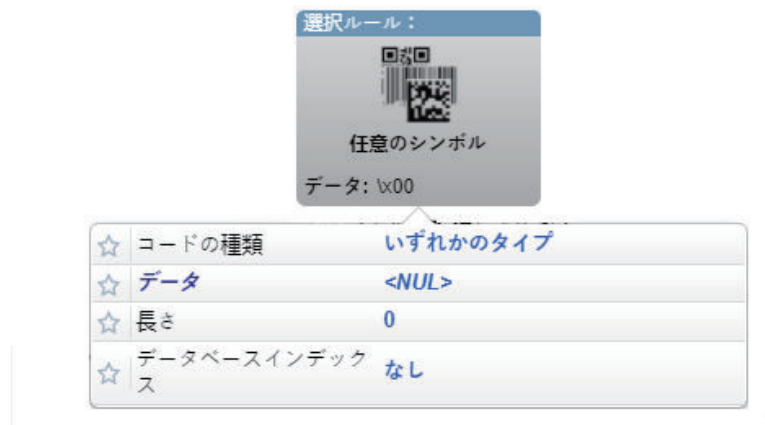 選択ルール：
任意のシンボル
データ: \x00
コードの種類 いずれかのタイプ
データ <NUL>
長さ 0
データベースインデック
ス なし